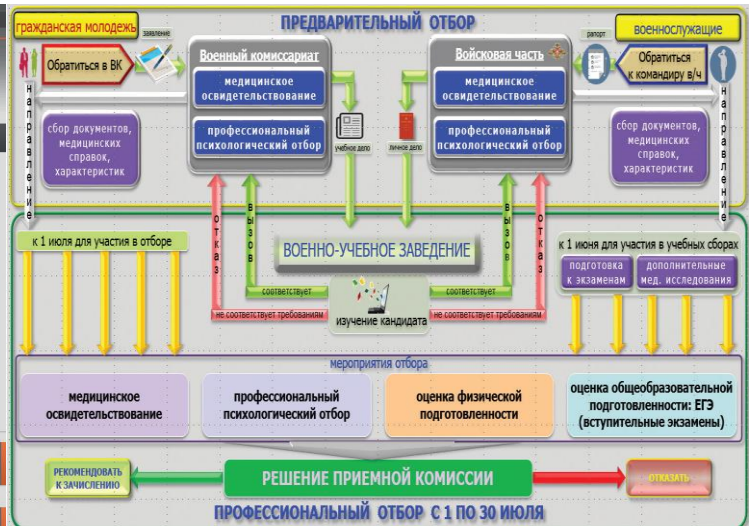 ПРЕДВАРИТЕЛЬНЫЙ ОТБОР
гражданская молодежь
заявление
Обратиться в ВК
Военный комиссариат
медицинское
освидетельствование
профессиональный
психологический отбор
Войсковая часть
медицинское
освидетельствование
профессиональный
психологический отбор
военнослужащие
рапорт
Обратиться
к командиру в/ч
направление
сбор документов,
медицинских
справок,
характеристик
учебное дело
личное дело
сбор документов,
медицинских
справок,
характеристик
направление
к 1 июля для участия в отборе
отказ
вызов
ВОЕННО-УЧЕБНОЕ ЗАВЕДЕНИЕ
вызов
отказ
к 1 июня для участия в учебных сборах
подготовка
к экзаменам
дополнительные
мед. исследования
соответствует
соответствует
не соответствует требованиям
изучение кандидата
не соответствует требованиям
мероприятия отбора
медицинское
освидетельствование
профессиональный
психологический отбор
оценка физической
подготовленности
оценка общеобразовательной
подготовленности: ЕГЭ
(вступительные экзамены)
РЕКОМЕНДОВАТЬ
К ЗАЧИСЛЕНИЮ
РЕШЕНИЕ ПРИЕМНОЙ КОМИССИИ
ОТКАЗАТЬ
ПРОФЕССИОНАЛЬНЫЙ ОТБОР С 1 ПО 30 ИЮЛЯ